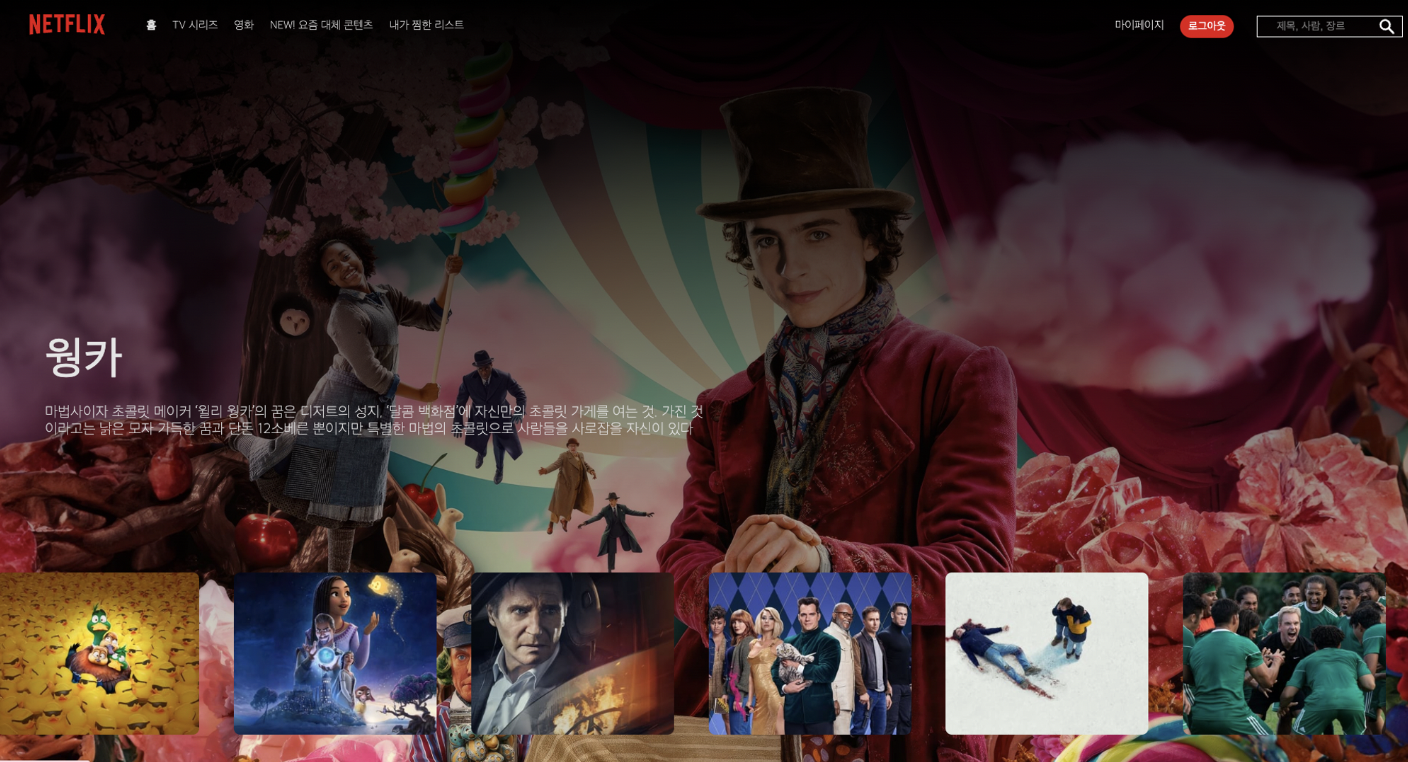 NETFLIX
홈 TV 시리즈 영화 NEW! 요즘 대체 콘텐츠 내가 찜한 리스트
마이페이지 로그아웃 제목, 사람, 장르
웡카
마법사이자 초콜릿 메이커 ‘윌리 웡카’의 꿈은 디저트의 성지, ‘달콤 백화점’에 자신만의 초콜릿 가게를 여는 것. 가진 것
이라고는 낡은 모자 가득한 꿈과 단돈 12소베른 뿐이지만 특별한 마법의 초콜릿으로 사람들을 사로잡을 자신이 있다